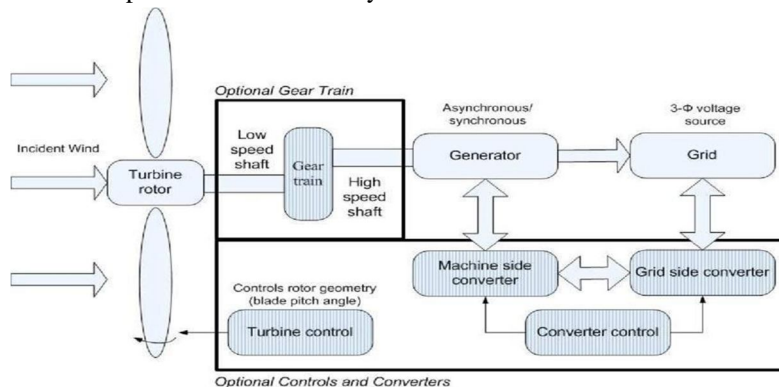 Optional Gear Train
Asynchronous/
synchronous
3-Φ voltage
source
Incident Wind
Low
speed
shaft
Gear
train
High
speed
shaft
Turbine
rotor
Generator
Grid
Machine side
converter
Grid side converter
Controls rotor geometry
(blade pitch angle)
Turbine control
Converter control
Optional Controls and Converters